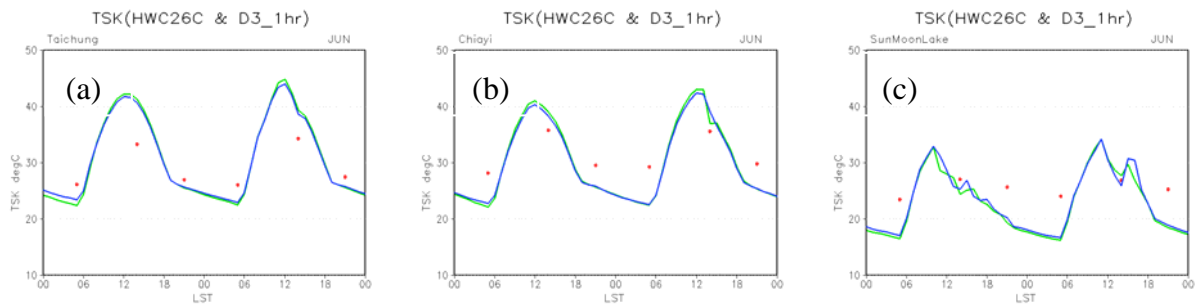 TSK(HWC26C & D3_1hr)
Taichung JUN
(a)
50
40
30
20
10
TSK degC
00 06 12 18 00 06 12 18 00
LST
TSK(HWC26C & D3_1hr)
Chiayi JUN
(b)
50
40
30
20
10
TSK degC
00 06 12 18 00 06 12 18 00
LST
TSK(HWC26C & D3_1hr)
SunMoonLake JUN
(c)
50
40
30
20
10
TSK degC
00 06 12 18 00 06 12 18 00
LST